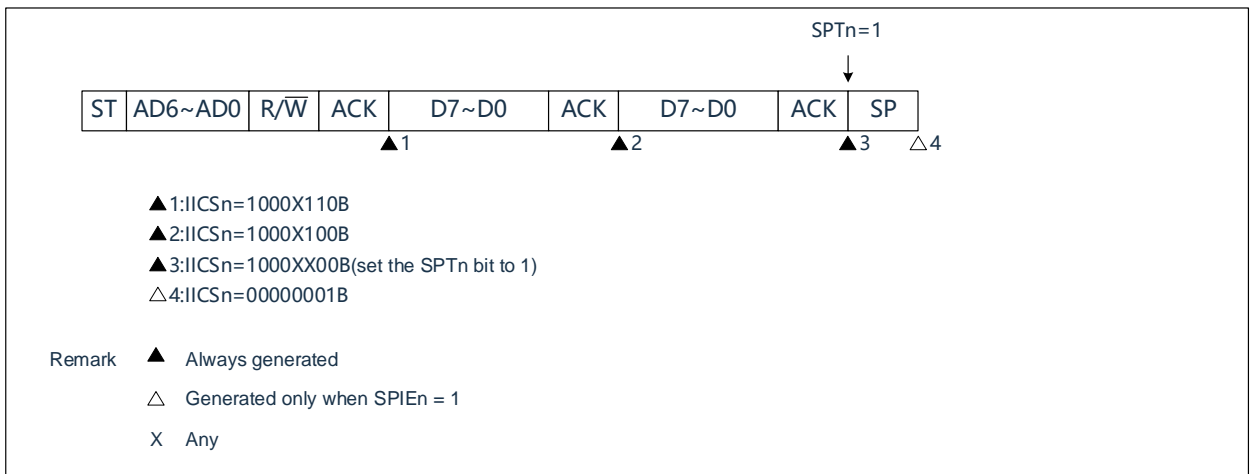 SPTn=1
ST AD6~AD0 R/W̅ ACK D7~D0 ACK D7~D0 ACK SP
▲1 ▲2 ▲3 △4
▲1:IICSn=1000X110B
▲2:IICSn=1000X100B
▲3:IICSn=1000XX00B(set the SPTn bit to 1)
△4:IICSn=00000001B
Remark ▲ Always generated
△ Generated only when SPIEn = 1
X Any